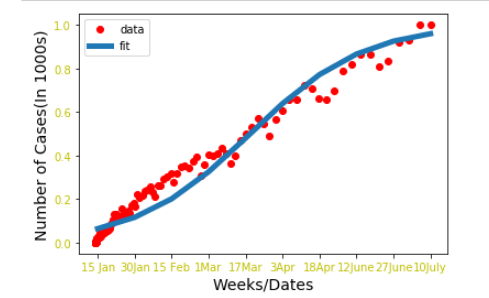 data
fit
Number of Cases(In 1000s)
1.0
0.8
0.6
0.4
0.2
0.0
15 Jan 30Jan 15 Feb 1Mar 17Mar 3Apr 18Apr 12June 27June 10July
Weeks/Dates